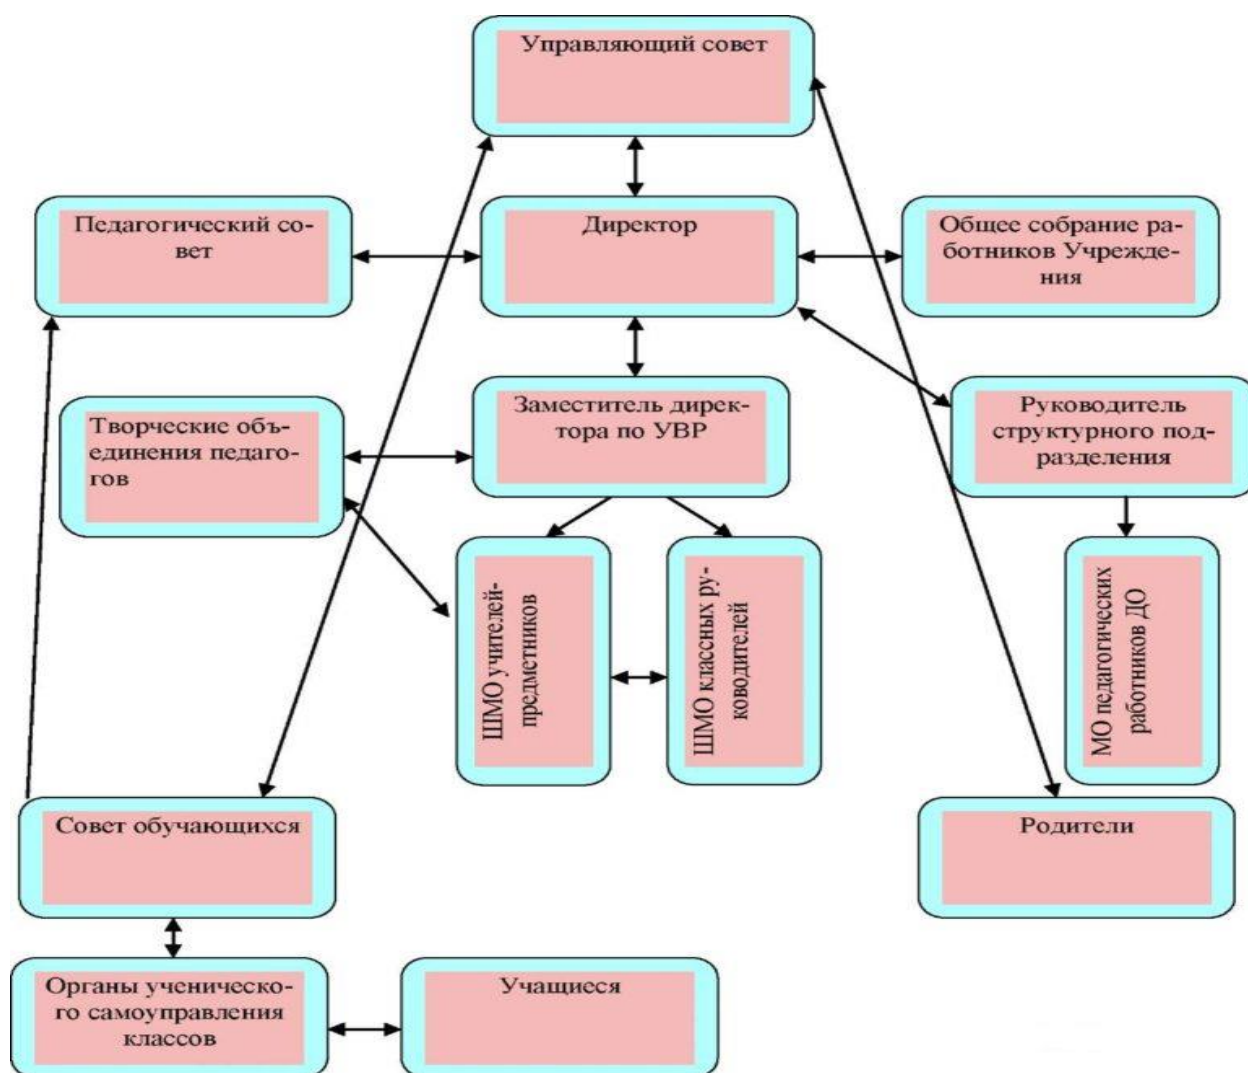 Управляющий совет
Педагогический со-
вет
Директор
Общее собрание ра-
ботников Учрежде-
ния
Творческие объ-
единения педаго-
гов
Заместитель дирек-
тора по УВР
Руководитель
структурного под-
разделения
ШМО учителей-
предметников
ШМО классных ру-
ководителей
МО педагогических
работников ДО
Совет обучающихся
Родители
Органы ученическо-
го самоуправления
классов
Учащиеся